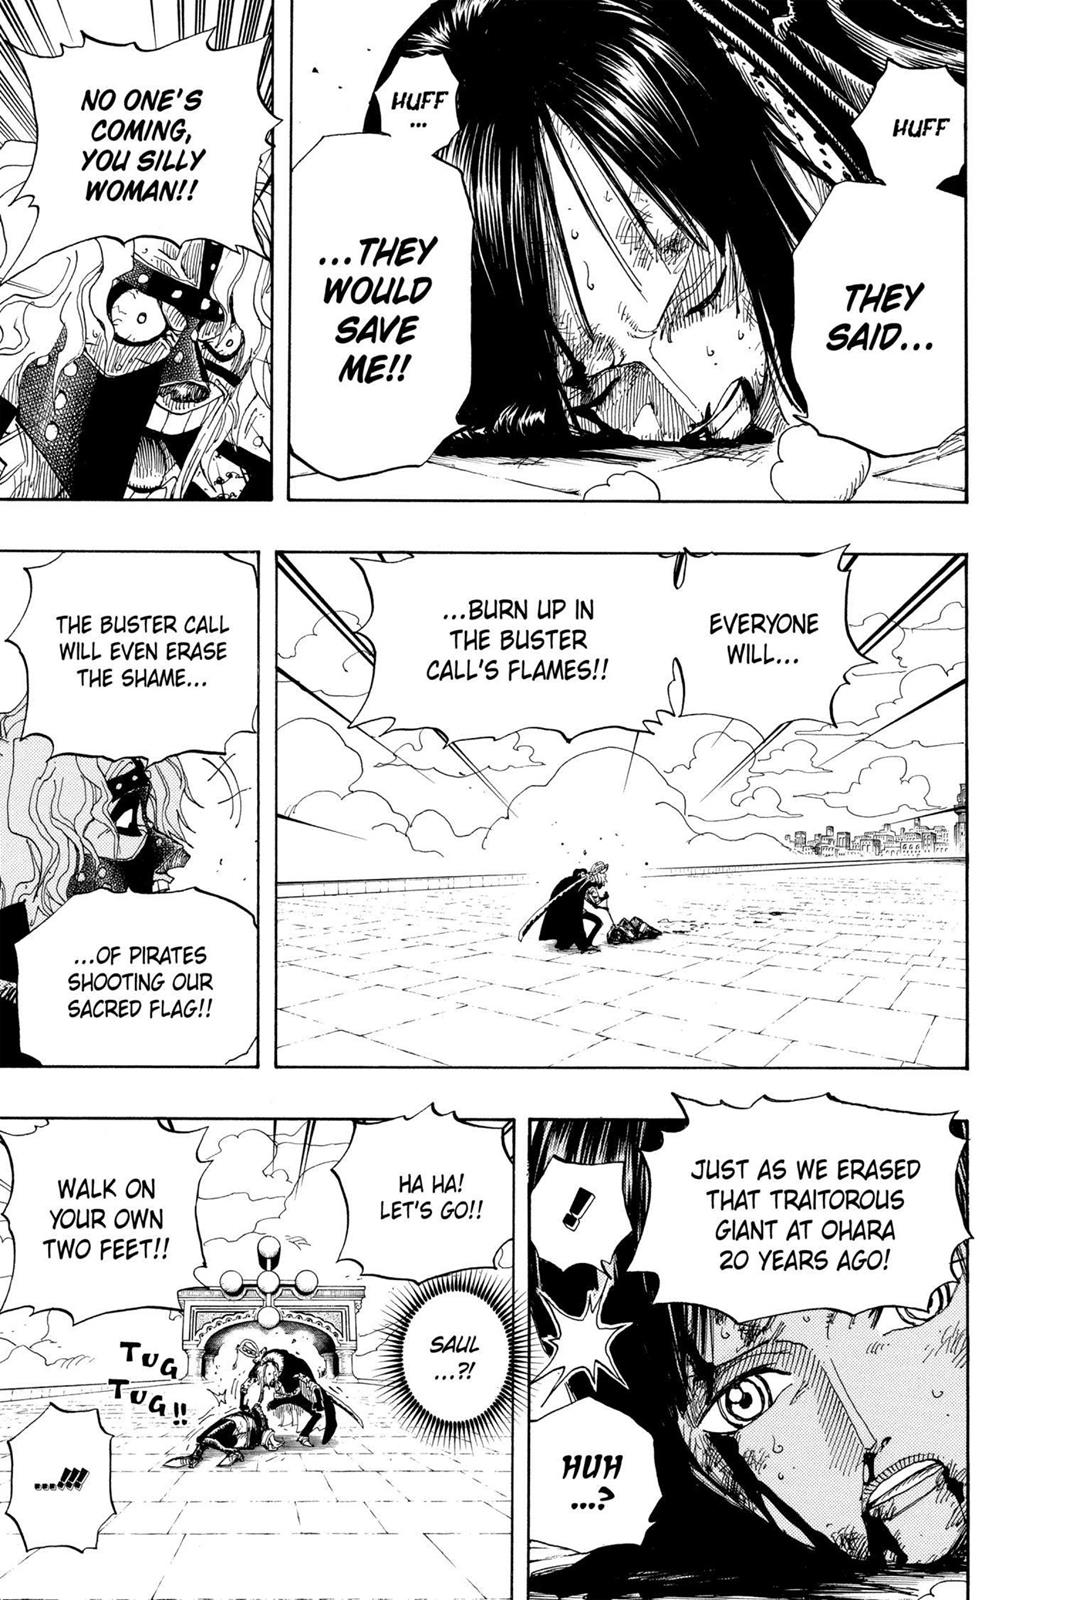 HUFF
THEY
SAID...
HUFF
...
...THEY
WOULD
SAVE
ME!!
NO ONE'S
COMING,
YOU SILLY
WOMAN!!
EVERYONE
WILL...
...BURN UP IN
THE BUSTER
CALL'S FLAMES!!
THE BUSTER CALL
WILL EVEN ERASE
THE SHAME...
...OF PIRATES
SHOOTING OUR
SACRED FLAG!!
JUST AS WE ERASED
THAT TRAITOROUS
GIANT AT OHARA
20 YEARS AGO!
!
HUH
...?
HA HA!
LET'S GO!!
SAUL
...?!
WALK ON
YOUR OWN
TWO FEET!!
TUG
TUG!!
...!!!